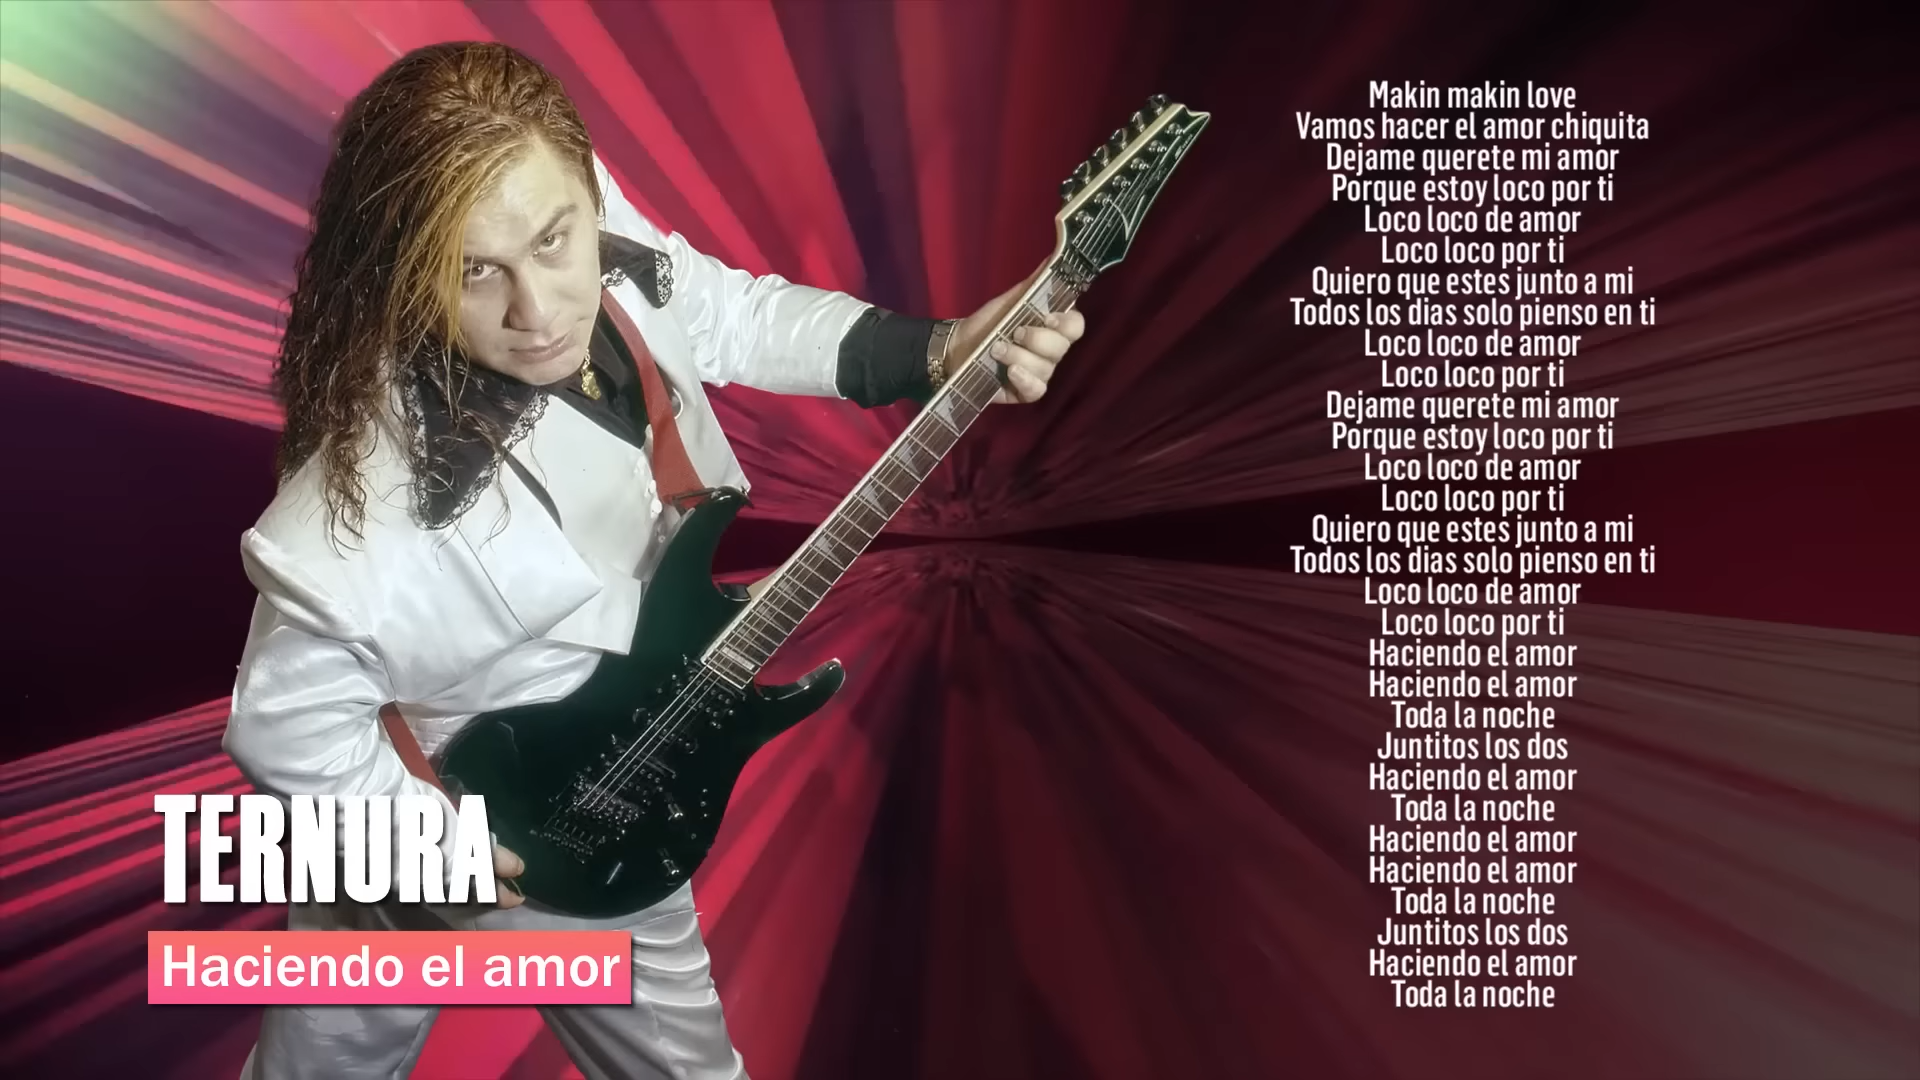 Makin makin love
Vamos hacer el amor chiquita
Dejame querete mi amor
Porque estoy loco por ti
Loco loco de amor
Loco loco por ti
Quiero que estes junto a mi
Todos los dias solo pienso en ti
Loco loco de amor
Loco loco por ti
Dejame querete mi amor
Porque estoy loco por ti
Loco loco de amor
Loco loco por ti
Quiero que estes junto a mi
Todos los dias solo pienso en ti
Loco loco de amor
Loco loco por ti
Haciendo el amor
Haciendo el amor
Toda la noche
Juntitos los dos
Haciendo el amor
Toda la noche
Haciendo el amor
Haciendo el amor
Toda la noche
Juntitos los dos
Haciendo el amor
Toda la noche
TERNURA
Haciendo el amor